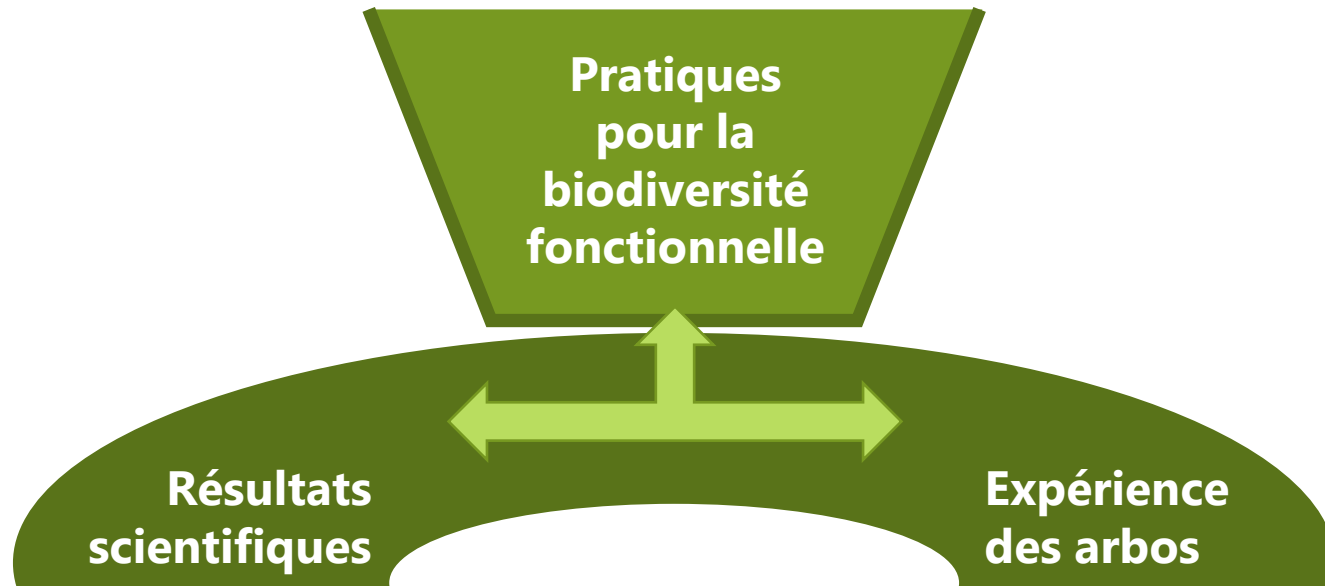 Pratiques
pour la
biodiversité
fonctionnelle
Résultats
scientifiques
Expérience
des arbos